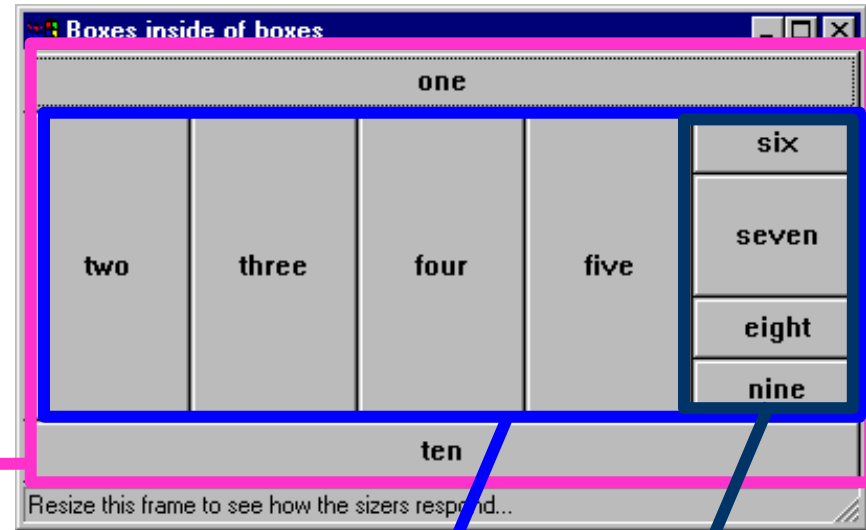 Boxes inside of boxes
one
two three four five
six
seven
eight
nine
ten
Resize this frame to see how the sizers respond...